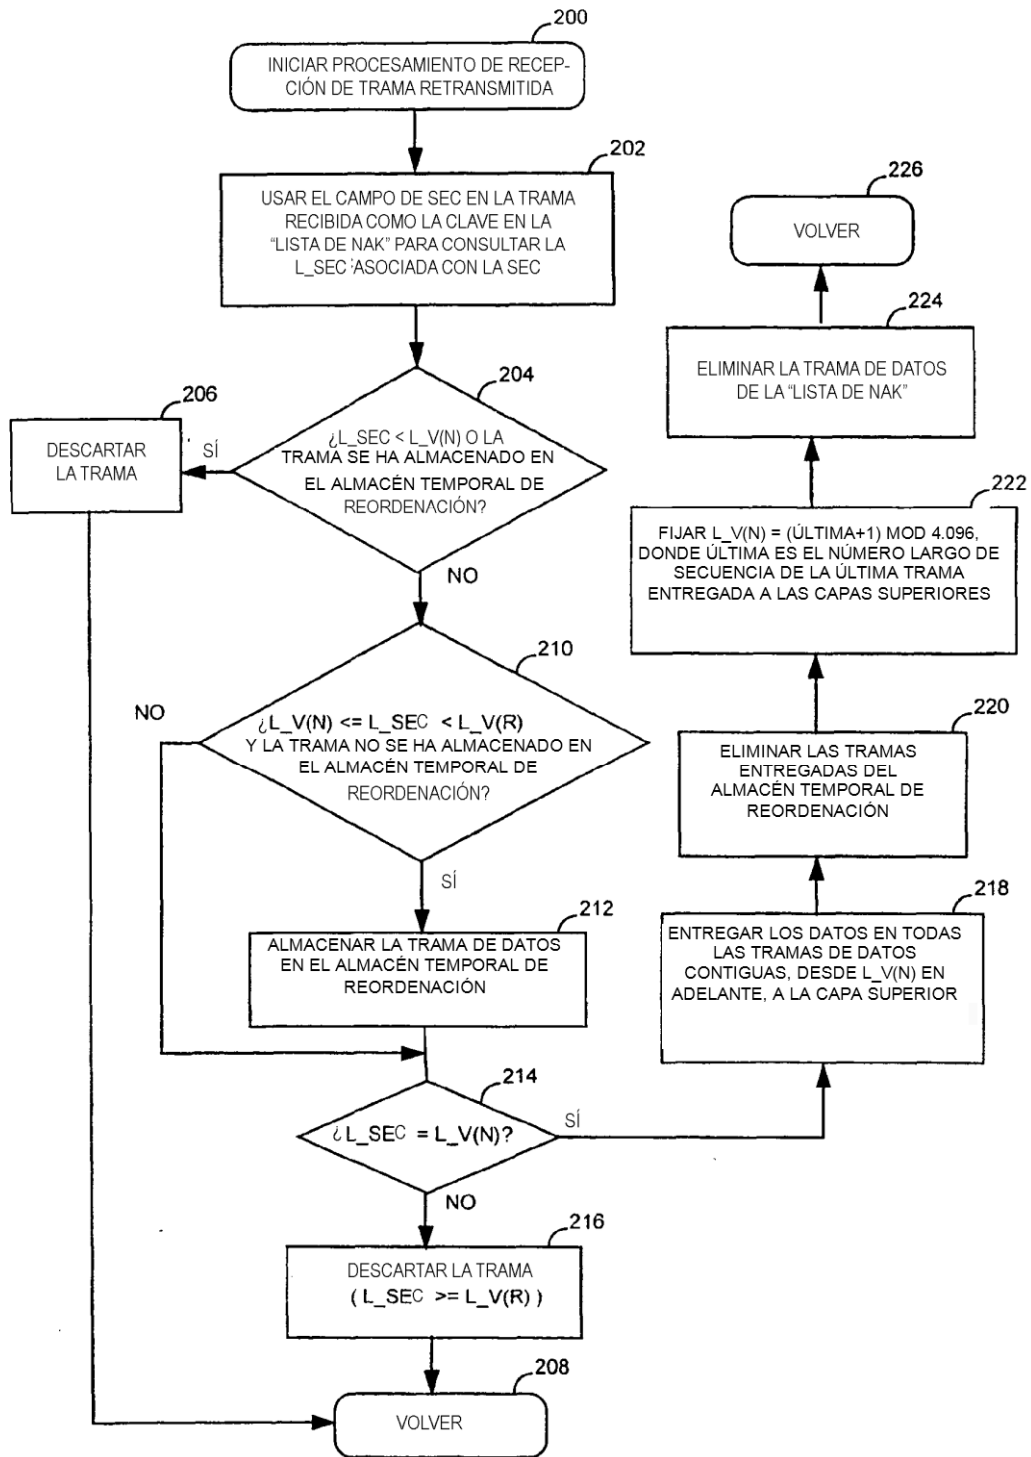 200
INICIAR PROCESAMIENTO DE RECEP-
CIÓN DE TRAMA RETRANSMITIDA
202
USAR EL CAMPO DE SEC EN LA TRAMA
RECIBIDA COMO LA CLAVE EN LA
“LISTA DE NAK” PARA CONSULTAR LA
L_SEC ASOCIADA CON LA SEC
204
¿L_SEC < L_V(N) O LA
TRAMA SE HA ALMACENADO EN
EL ALMACÉN TEMPORAL DE
REORDENACIÓN?
SÍ
206
DESCARTAR
LA TRAMA
NO
210
¿L_V(N) <= L_SEC < L_V(R)
Y LA TRAMA NO SE HA ALMACENADO EN
EL ALMACÉN TEMPORAL DE
REORDENACIÓN?
NO
SÍ
212
ALMACENAR LA TRAMA DE DATOS
EN EL ALMACÉN TEMPORAL DE
REORDENACIÓN
214
¿L_SEC = L_V(N)?
SÍ
NO
216
DESCARTAR LA TRAMA
( L_SEC >= L_V(R) )
208
VOLVER
218
ENTREGAR LOS DATOS EN TODAS
LAS TRAMAS DE DATOS
CONTIGUAS, DESDE L_V(N) EN
ADELANTE, A LA CAPA SUPERIOR
220
ELIMINAR LAS TRAMAS
ENTREGADAS DEL
ALMACÉN TEMPORAL DE
REORDENACIÓN
222
FIJAR L_V(N) = (ÚLTIMA+1) MOD 4.096,
DONDE ÚLTIMA ES EL NÚMERO LARGO DE
SECUENCIA DE LA ÚLTIMA TRAMA
ENTREGADA A LAS CAPAS SUPERIORES
224
ELIMINAR LA TRAMA DE DATOS
DE LA “LISTA DE NAK”
226
VOLVER